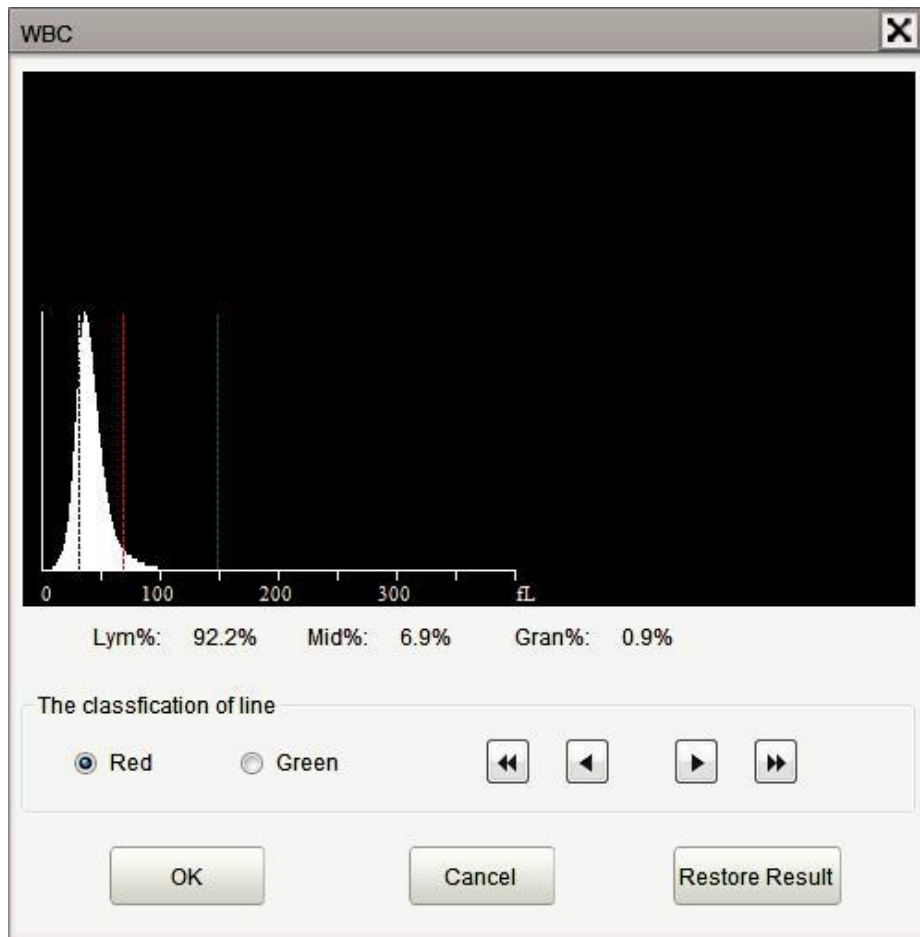 WBC
0 100 200 300 fL
Lym%: 92.2% Mid%: 6.9% Gran%: 0.9%
The classfication of line
Red Green
OK Cancel Restore Result